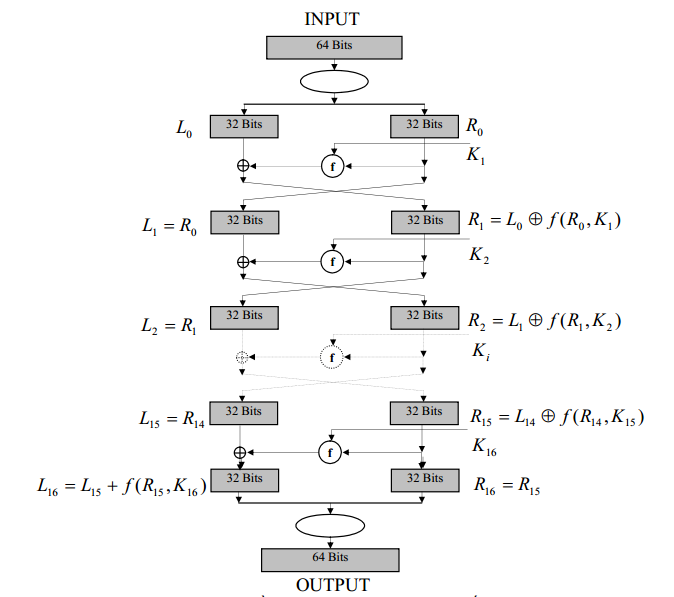 INPUT
64 Bits
L₀ 32 Bits 32 Bits R₀
K₁
f
L₁ = R₀ 32 Bits 32 Bits R₁ = L₀ ⊕ f(R₀,K₁)
K₂
f
L₂ = R₁ 32 Bits 32 Bits R₂ = L₁ ⊕ f(R₁,K₂)
Kᵢ
f
L₁₅ = R₁₄ 32 Bits 32 Bits R₁₅ = L₁₄ ⊕ f(R₁₄,K₁₅)
K₁₆
f
L₁₆ = L₁₅ + f(R₁₅,K₁₆) 32 Bits 32 Bits R₁₆ = R₁₅
64 Bits
OUTPUT